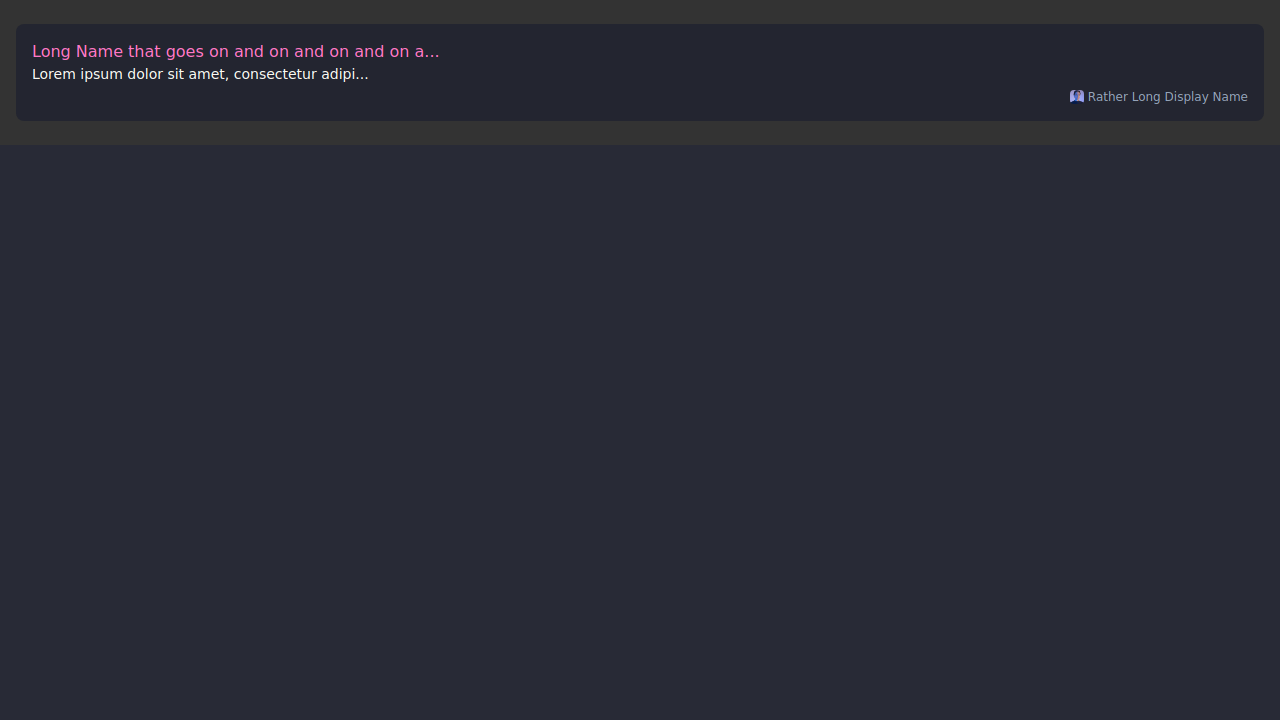 Long Name that goes on and on and on and on a...
Lorem ipsum dolor sit amet, consectetur adipi...
Rather Long Display Name